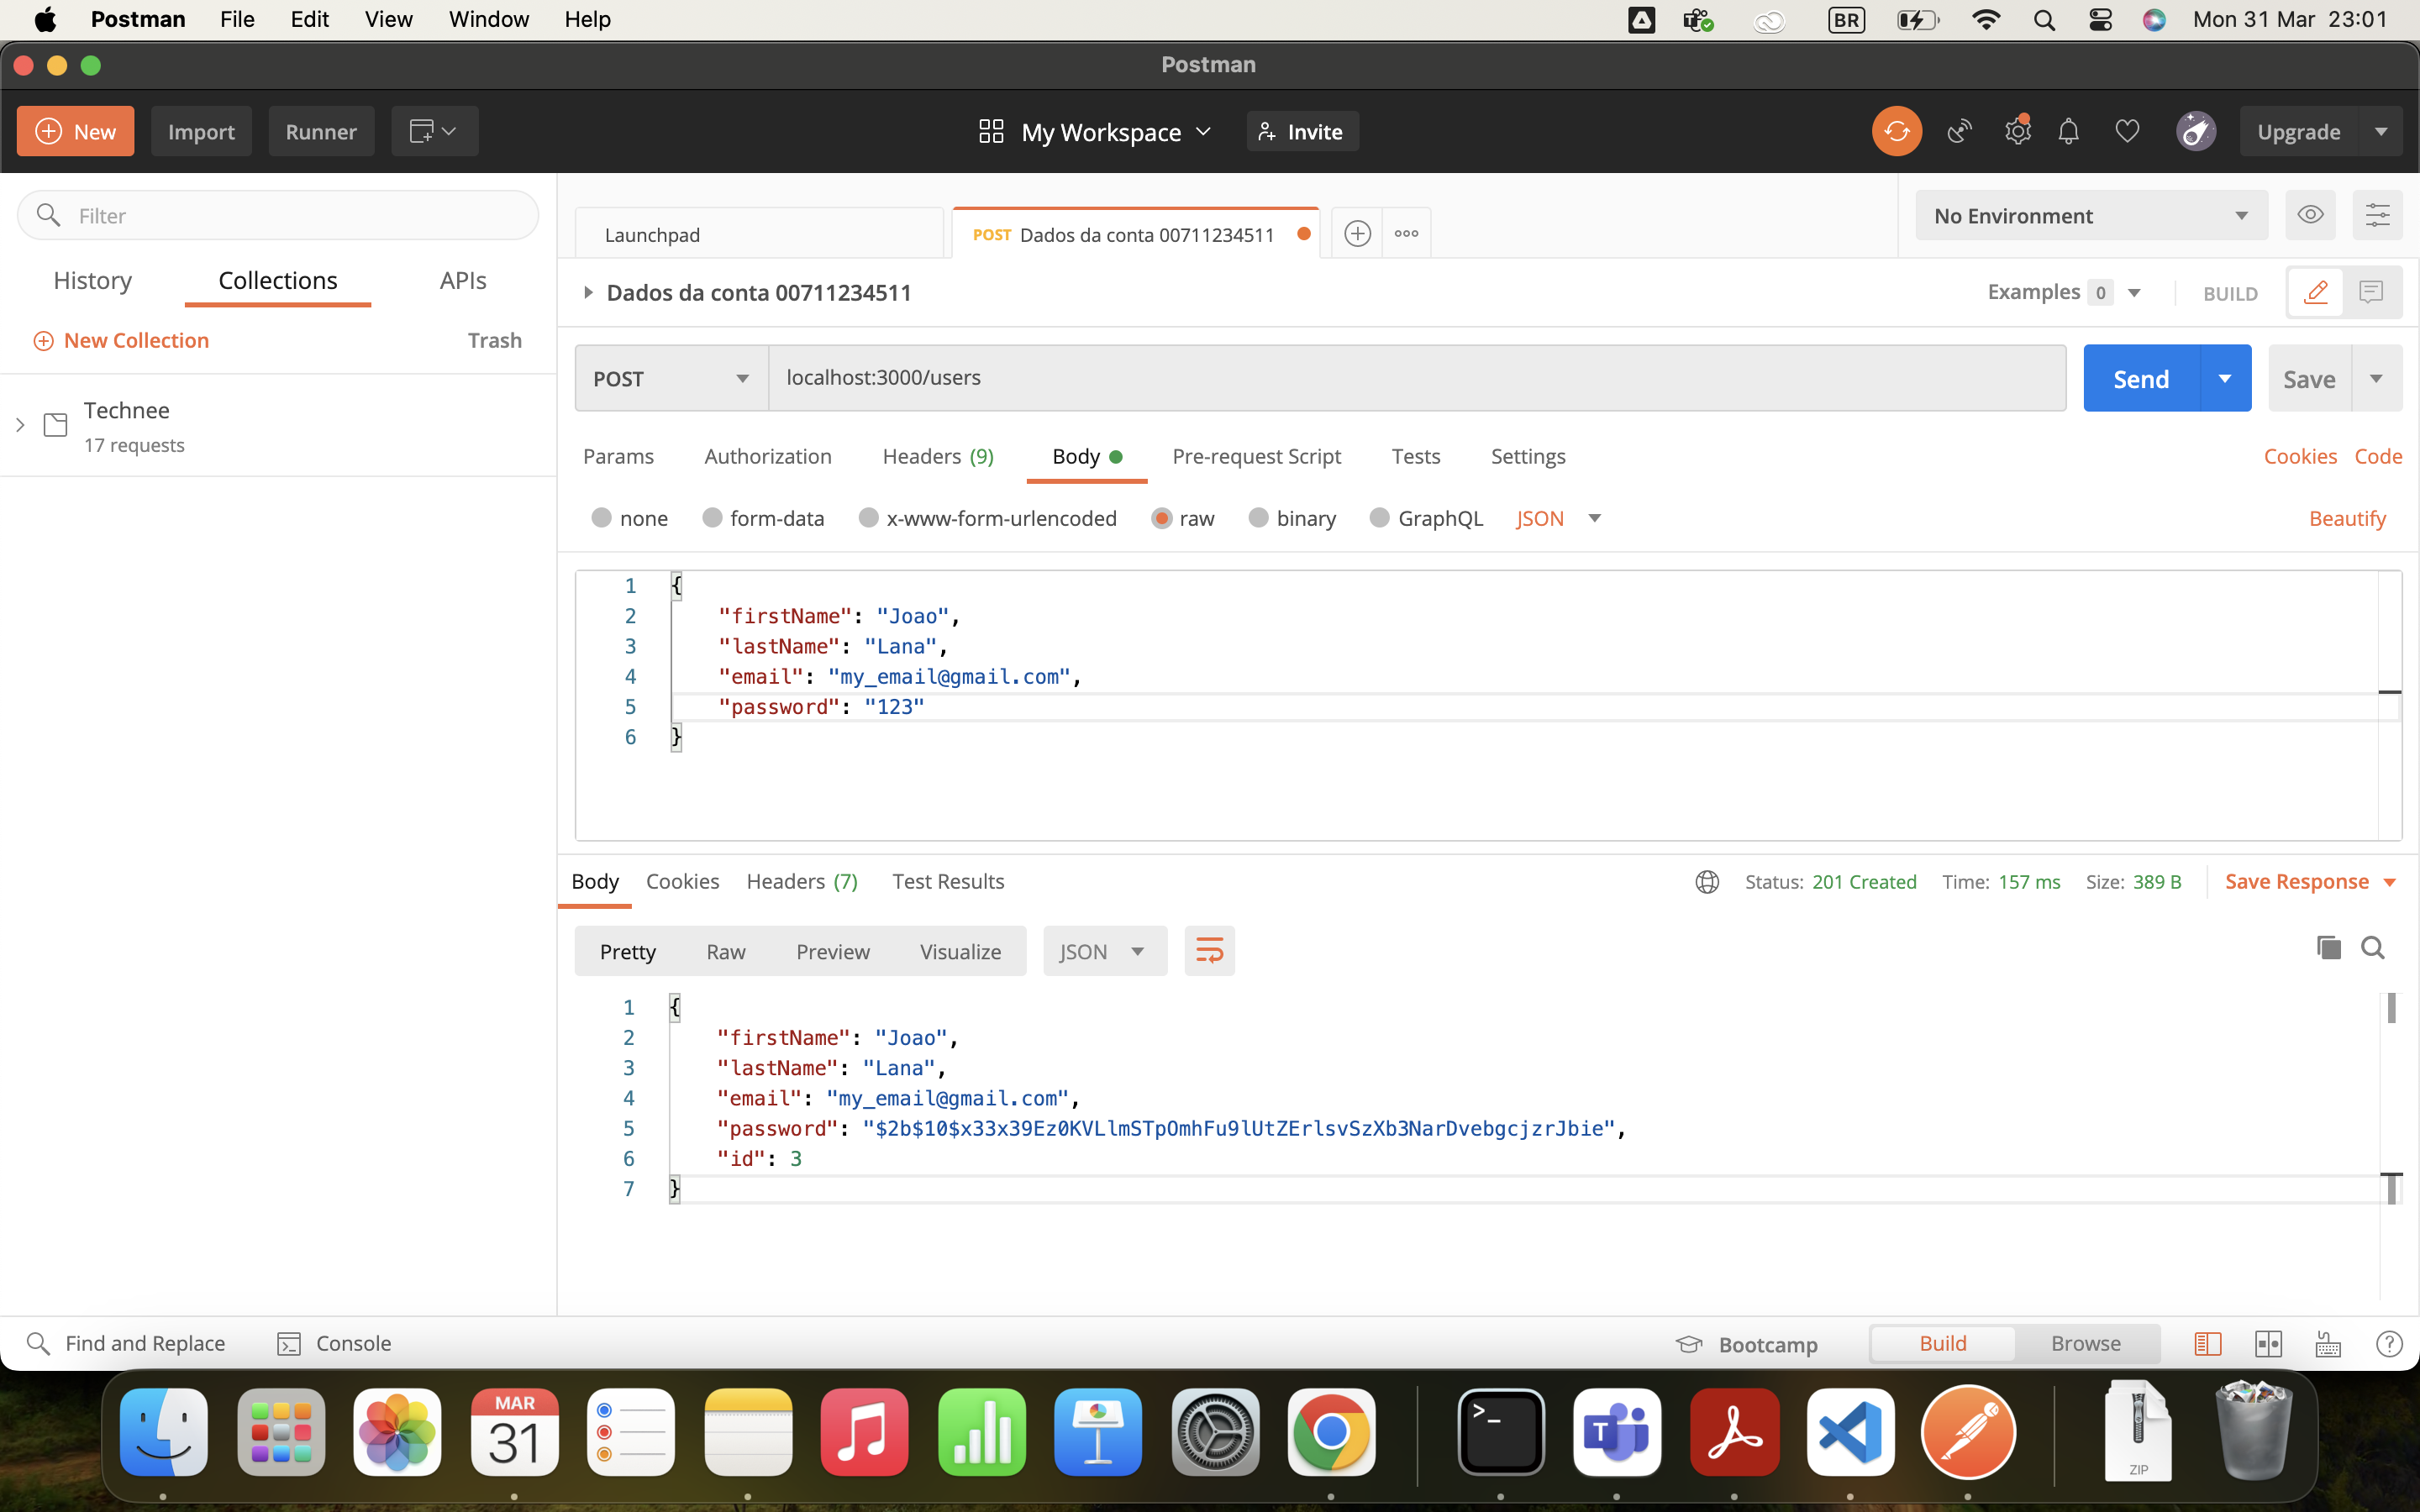 Postman File Edit View Window Help BR Mon 31 Mar 23:01
Postman
New Import Runner My Workspace Invite Upgrade
Filter
Launchpad POST Dados da conta 00711234511 No Environment
History Collections APIs
Dados da conta 00711234511 Examples 0 BUILD
New Collection Trash
POST localhost:3000/users Send Save
Technee
17 requests
Params Authorization Headers (9) Body Pre-request Script Tests Settings Cookies Code
none form-data x-www-form-urlencoded raw binary GraphQL JSON Beautify
1 {
2 "firstName": "Joao",
3 "lastName": "Lana",
4 "email": "my_email@gmail.com",
5 "password": "123"
6 }
Body Cookies Headers (7) Test Results Status: 201 Created Time: 157 ms Size: 389 B Save Response
Pretty Raw Preview Visualize JSON
1 {
2 "firstName": "Joao",
3 "lastName": "Lana",
4 "email": "my_email@gmail.com",
5 "password": "$2b$10$x33x39Ez0KVLlmSTpOmhFu9lUtZErlsvSzXb3NarDvebgcjzrJbie",
6 "id": 3
7 }
Find and Replace Console Bootcamp Build Browse
MAR
31
>_
T
ZIP